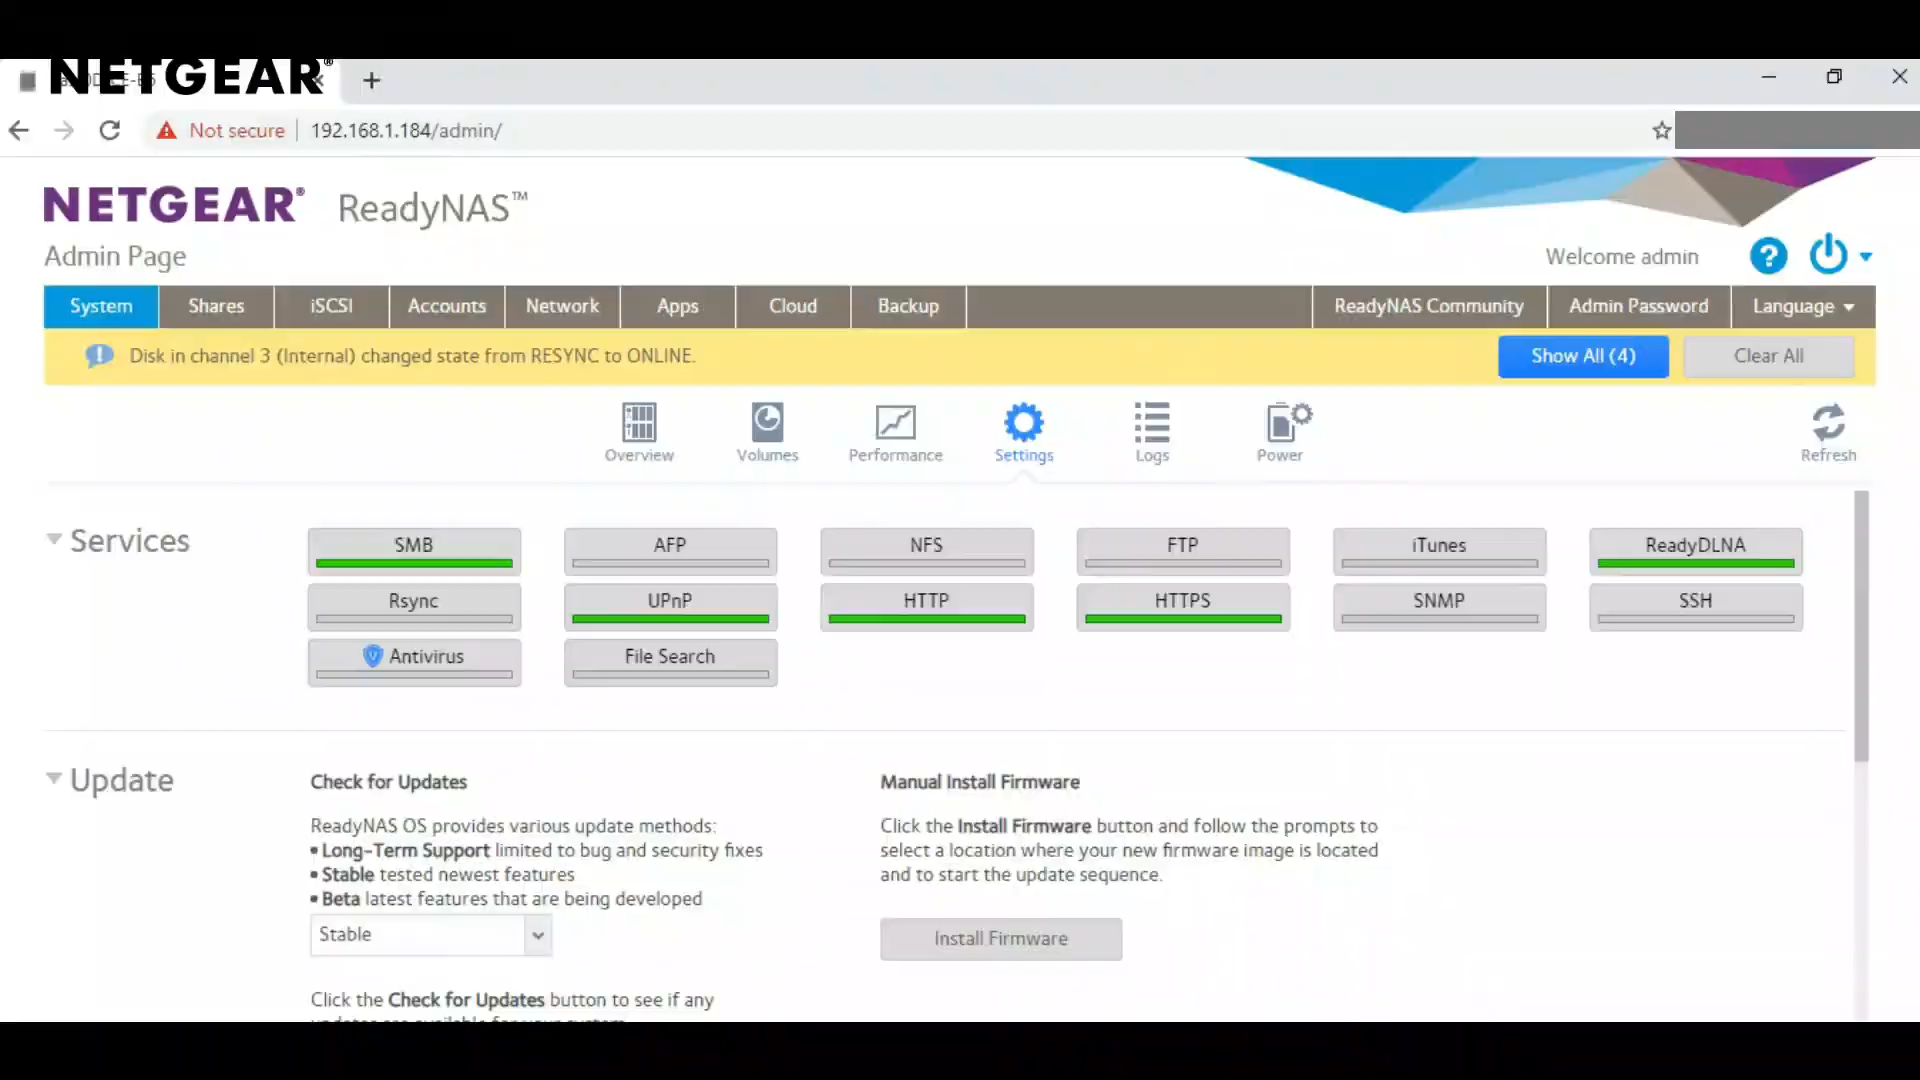 NETGEAR®
Not secure
192.168.1.184/admin/
NETGEAR® ReadyNAS™
Admin Page
Welcome admin
System Shares iSCSI Accounts Network Apps Cloud Backup ReadyNAS Community Admin Password Language
Disk in channel 3 (Internal) changed state from RESYNC to ONLINE. Show All (4) Clear All
Overview Volumes Performance Settings Logs Power Refresh
Services
SMB AFP NFS FTP iTunes ReadyDLNA
Rsync UPnP HTTP HTTPS SNMP SSH
Antivirus File Search
Update
Check for Updates
ReadyNAS OS provides various update methods:
▪ Long-Term Support limited to bug and security fixes
▪ Stable tested newest features
▪ Beta latest features that are being developed
Stable
Click the Check for Updates button to see if any
Manual Install Firmware
Click the Install Firmware button and follow the prompts to
select a location where your new firmware image is located
and to start the update sequence.
Install Firmware